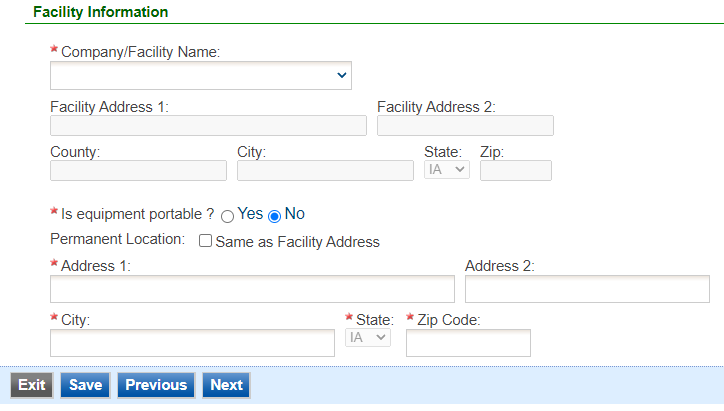 Facility Information
* Company/Facility Name:
Facility Address 1: Facility Address 2:
County: City: State: Zip:
IA
* Is equipment portable ? Yes No
Permanent Location: Same as Facility Address
* Address 1: Address 2:
* City: * State: * Zip Code:
IA
Exit Save Previous Next